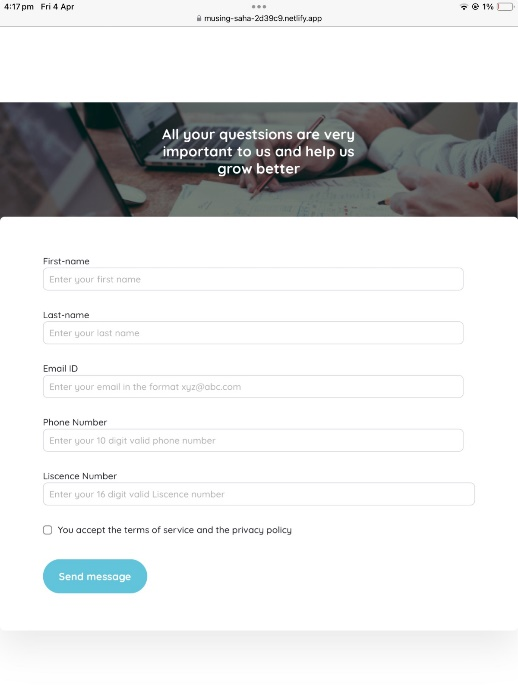 4:17 pm Fri 4 Apr
1%
musing-saha-2d39c9.netlify.app
All your questsions are very
important to us and help us
grow better
First-name
Enter your first name
Last-name
Enter your last name
Email ID
Enter your email in the format xyz@abc.com
Phone Number
Enter your 10 digit valid phone number
Liscence Number
Enter your 16 digit valid Liscence number
You accept the terms of service and the privacy policy
Send message